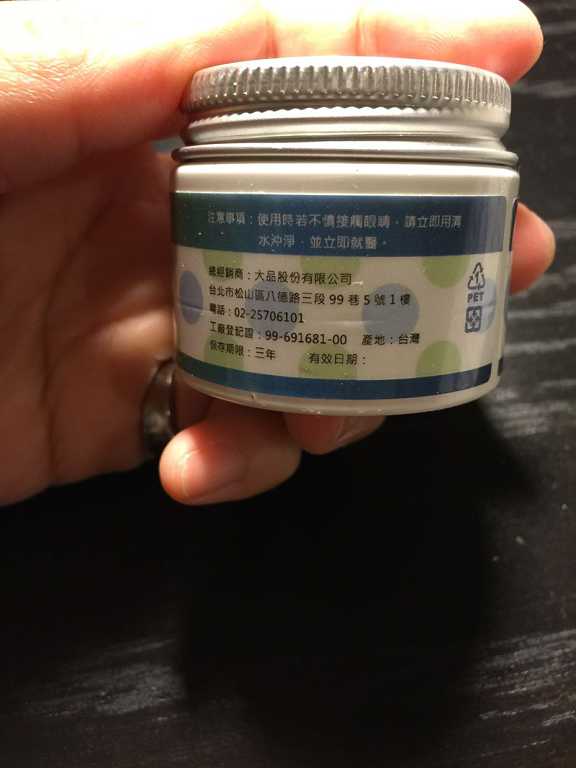 注意事項：使用時若不慎接觸眼睛，請立即用清
水沖淨，並立即就醫。
總經銷商：大品股份有限公司
台北市松山區八德路三段 99 巷 5 號 1 樓
電話：02-25706101
工廠登記證：99-691681-00 產地：台灣
保存期限：三年 有效日期：
PET